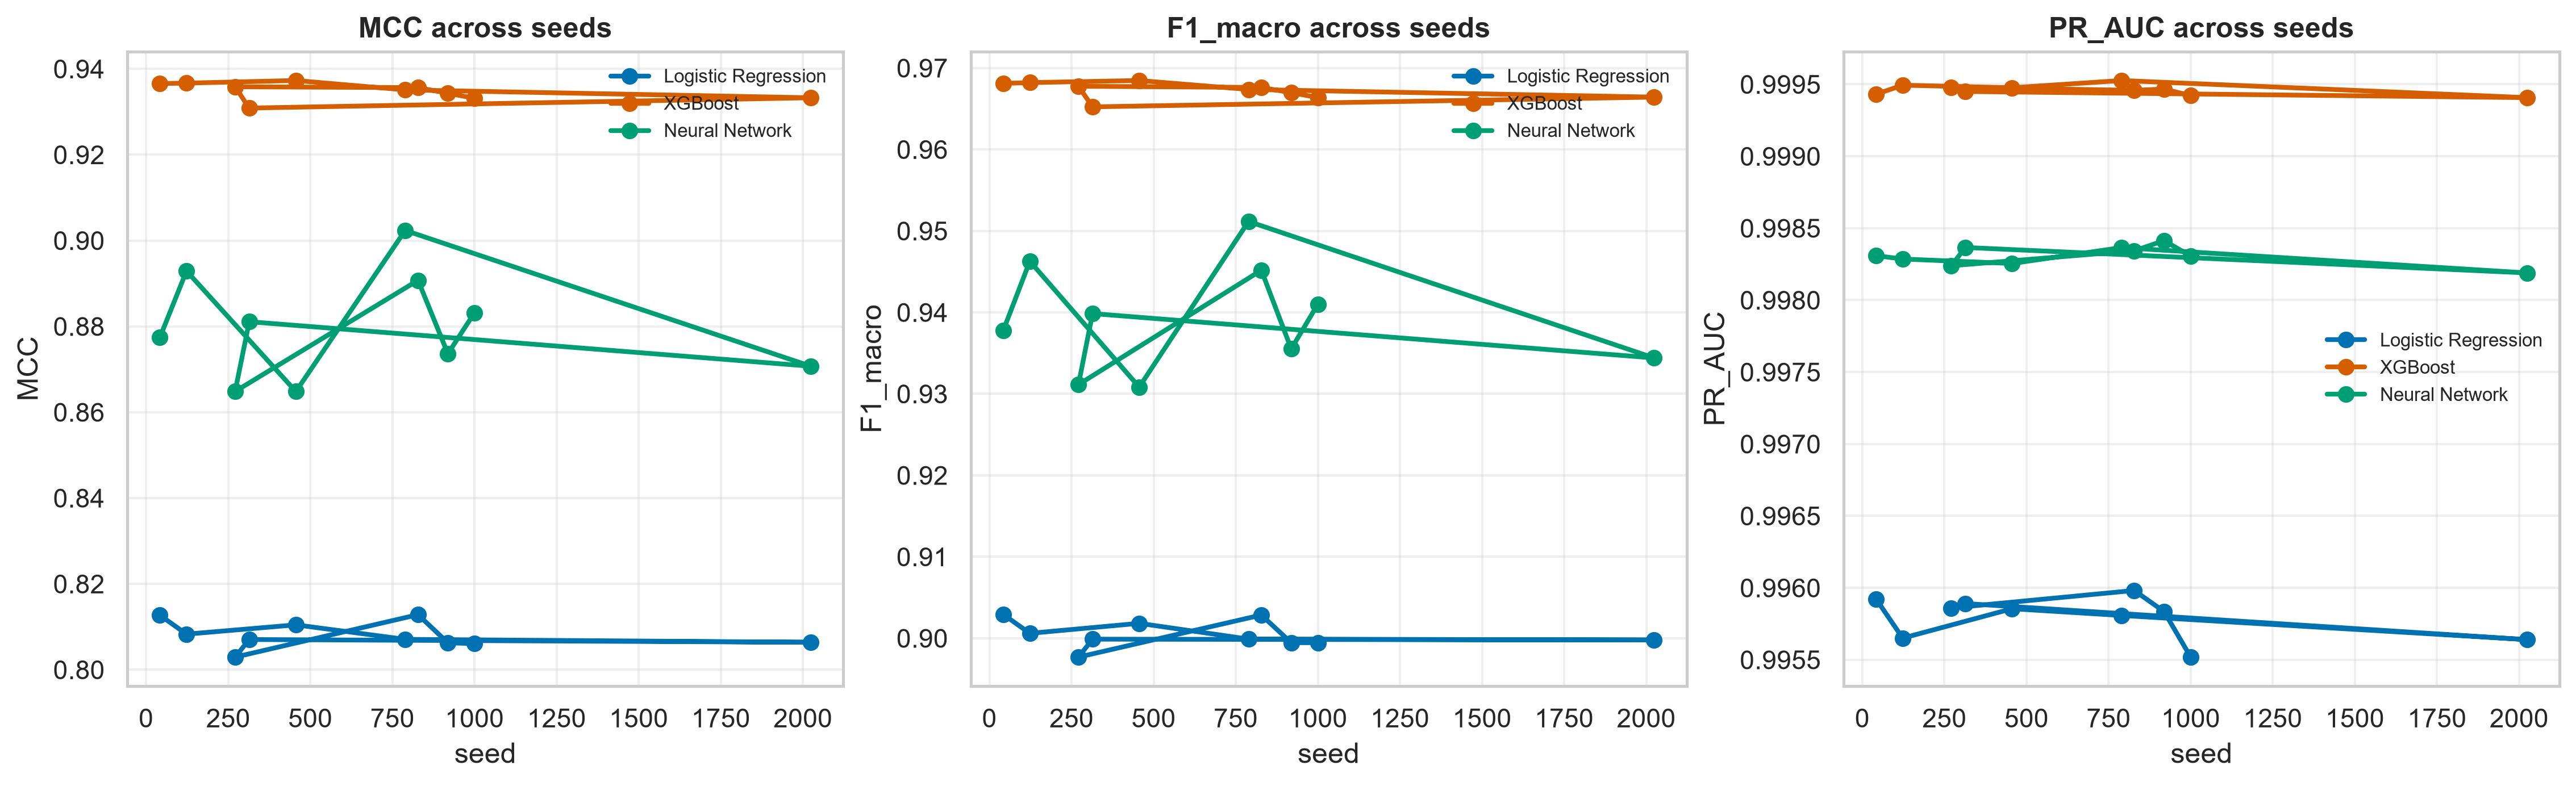 MCC across seeds
MCC
0.94
0.92
0.90
0.88
0.86
0.84
0.82
0.80
0
250
500
750
1000
1250
1500
1750
2000
seed
Logistic Regression
XGBoost
Neural Network
F1_macro across seeds
F1_macro
0.97
0.96
0.95
0.94
0.93
0.92
0.91
0.90
0
250
500
750
1000
1250
1500
1750
2000
seed
Logistic Regression
XGBoost
Neural Network
PR_AUC across seeds
PR_AUC
0.9995
0.9990
0.9985
0.9980
0.9975
0.9970
0.9965
0.9960
0.9955
0
250
500
750
1000
1250
1500
1750
2000
seed
Logistic Regression
XGBoost
Neural Network